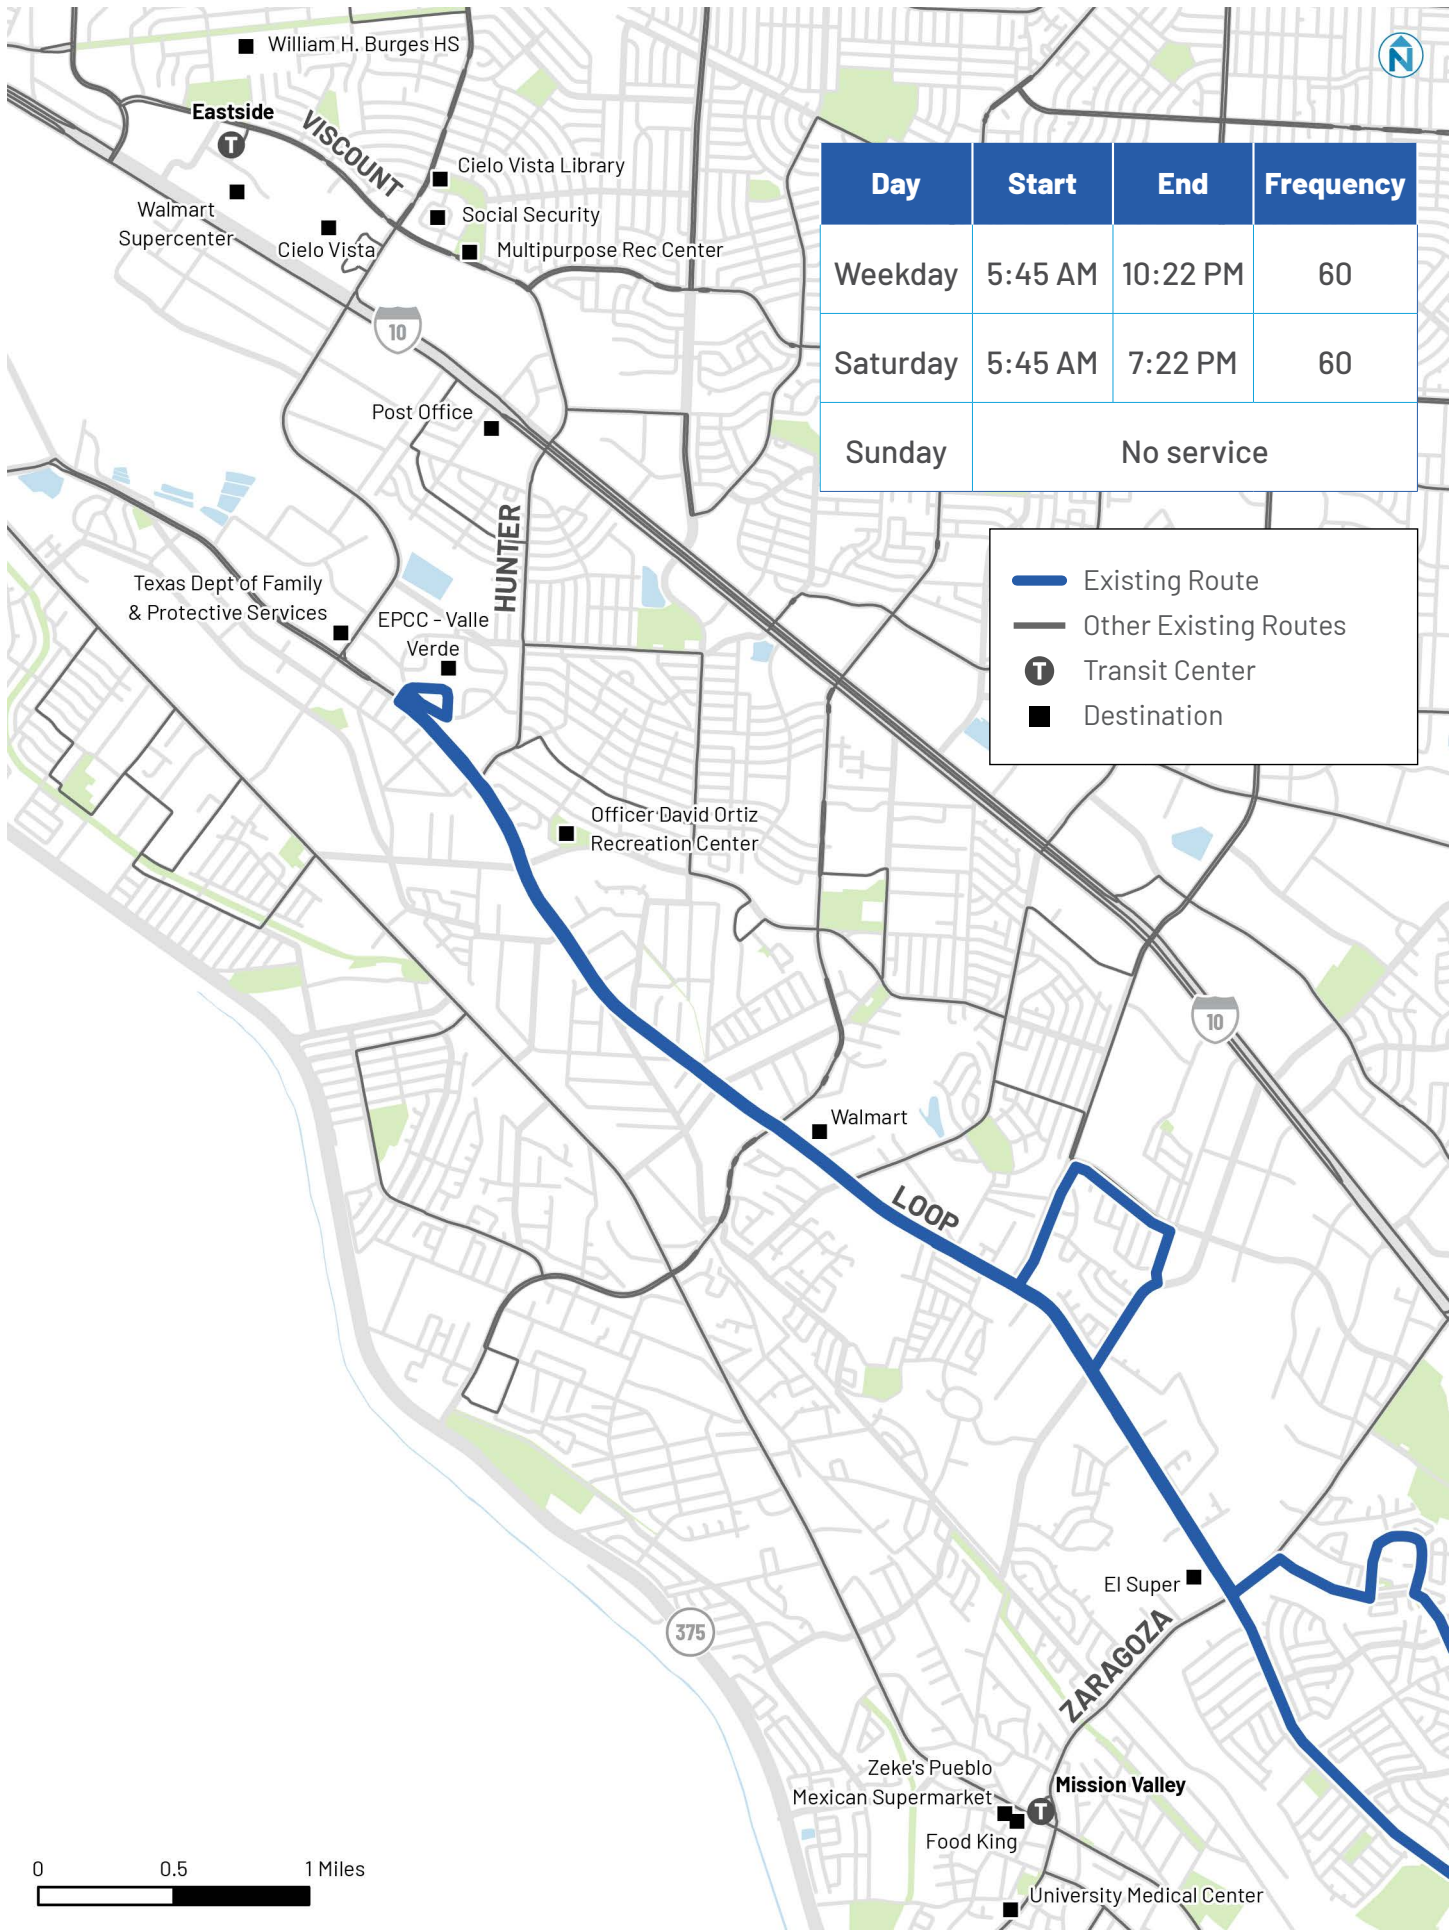 William H. Burges HS
N
Eastside
T
VISCOUNT
Cielo Vista Library
Walmart
Supercenter
Social Security
Cielo Vista
Multipurpose Rec Center
Day Start End Frequency
Weekday 5:45 AM 10:22 PM 60
Saturday 5:45 AM 7:22 PM 60
Sunday No service
10
Post Office
HUNTER
Texas Dept of Family
& Protective Services
EPCC - Valle
Verde
Existing Route
Other Existing Routes
T Transit Center
Destination
Officer David Ortiz
Recreation Center
10
Walmart
LOOP
El Super
375
ZARAGOZA
Zeke's Pueblo
Mexican Supermarket
Mission Valley
T
Food King
University Medical Center
0 0.5 1 Miles